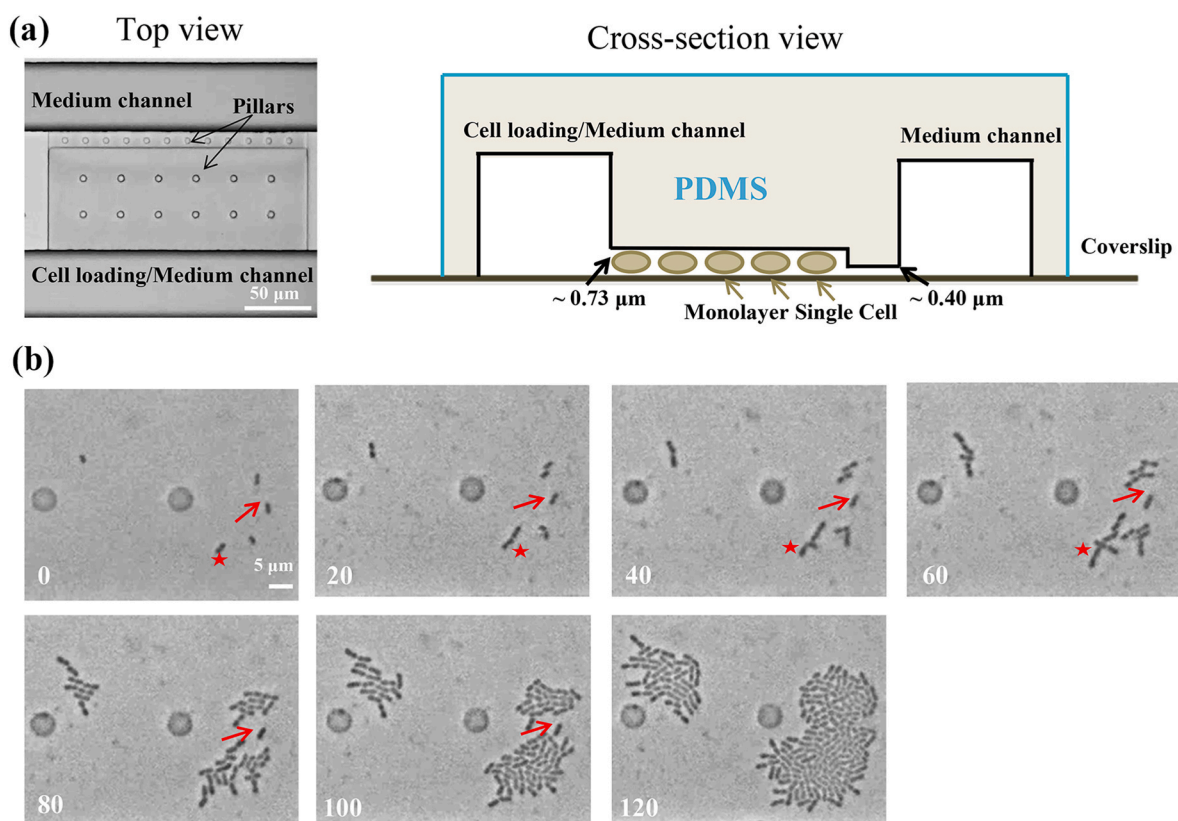 (a)
Top view
Medium channel
Pillars
Cell loading/Medium channel
50 μm
Cross-section view
Cell loading/Medium channel
Medium channel
PDMS
Coverslip
~ 0.73 μm
~ 0.40 μm
Monolayer Single Cell
(b)
0
5 μm
20
40
60
80
100
120